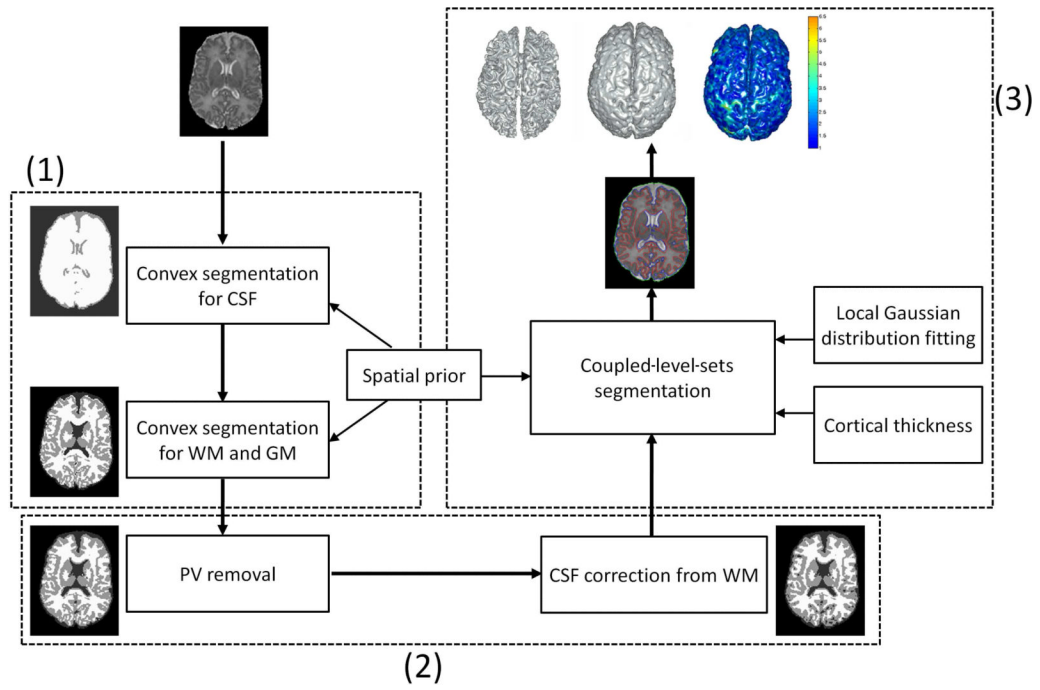 (1)
(3)
Convex segmentation
for CSF
Spatial prior
Convex segmentation
for WM and GM
Coupled-level-sets
segmentation
Local Gaussian
distribution fitting
Cortical thickness
PV removal
CSF correction from WM
(2)